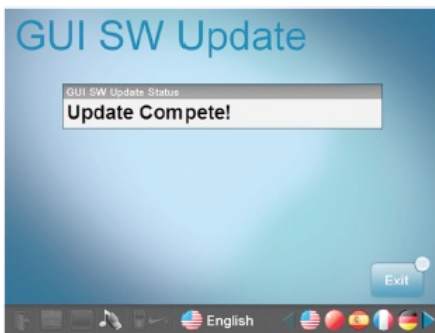 GUI SW Update
GUI SW Update Status
Update Compete!
Exit
English